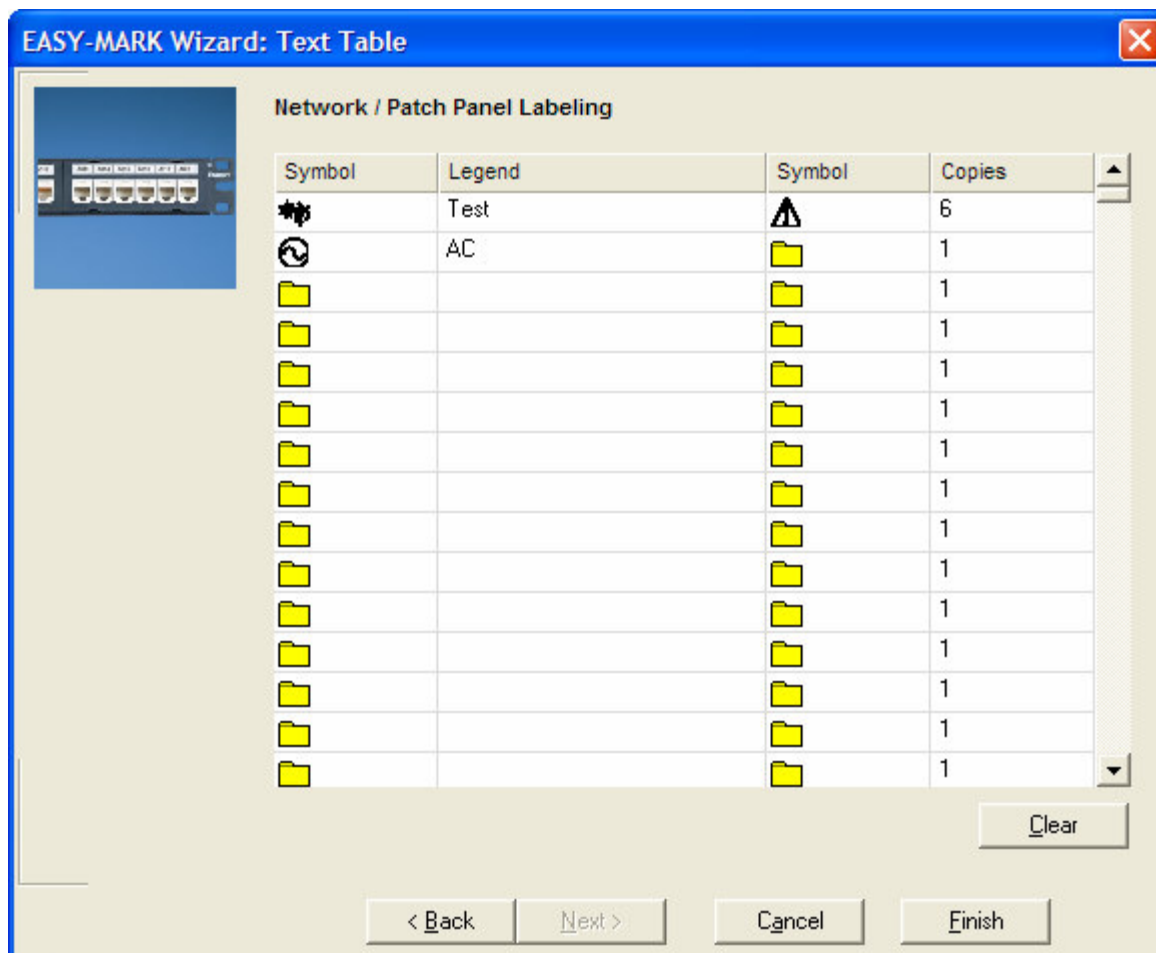 EASY-MARK Wizard: Text Table
Network / Patch Panel Labeling
Symbol Legend Symbol Copies
Test 6
AC 1
1
1
1
1
1
1
1
1
1
1
1
1
1
Clear
< Back Next > Cancel Finish